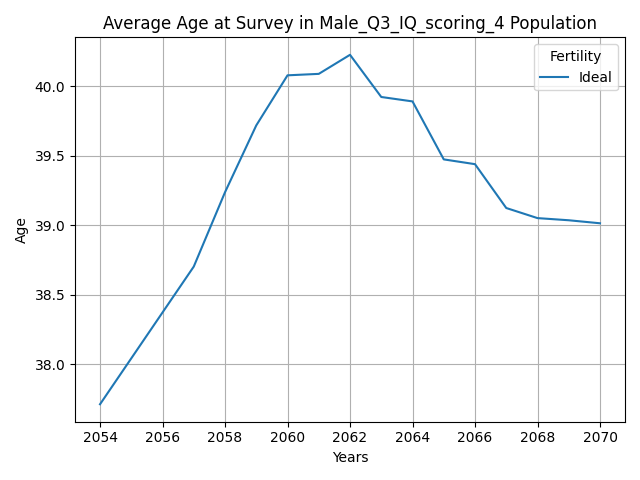 Average Age at Survey in Male_Q3_IQ_scoring_4 Population
Fertility
Ideal
40.0
39.5
39.0
38.5
38.0
Age
2054 2056 2058 2060 2062 2064 2066 2068 2070
Years